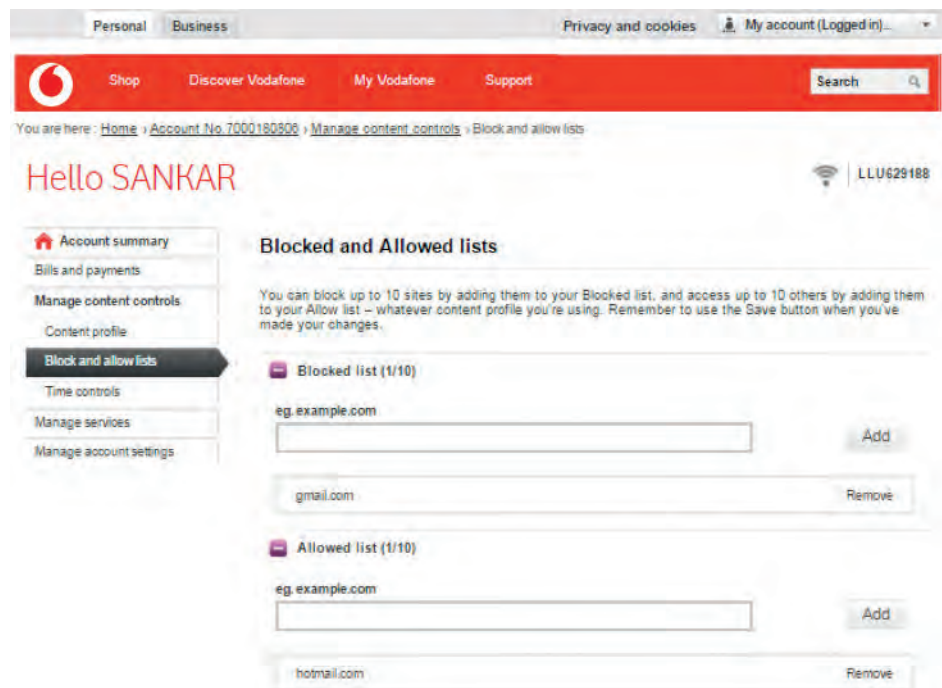 Personal Business Privacy and cookies My account (Logged in)...
Shop Discover Vodafone My Vodafone Support Search
You are here : Home › Account No.7000180806 › Manage content controls › Block and allow lists
Hello SANKAR LLU629188
Account summary
Bills and payments
Manage content controls
Content profile
Block and allow lists
Time controls
Manage services
Manage account settings
Blocked and Allowed lists
You can block up to 10 sites by adding them to your Blocked list, and access up to 10 others by adding them
to your Allow list – whatever content profile you're using. Remember to use the Save button when you've
made your changes.
Blocked list (1/10)
eg. example.com
Add
gmail.com Remove
Allowed list (1/10)
eg. example.com
Add
hotmail.com Remove